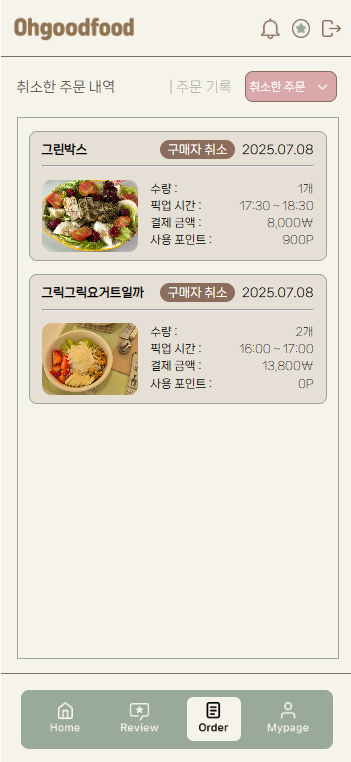 Ohgoodfood
취소한 주문 내역 | 주문 기록 취소한 주문
그린박스 구매자 취소 2025.07.08
수량 : 1개
픽업 시간 : 17:30 ~ 18:30
결제 금액 : 8,000₩
사용 포인트 : 900P
그릭그릭요거트일까 구매자 취소 2025.07.08
수량 : 2개
픽업 시간 : 16:00 ~ 17:00
결제 금액 : 13,800₩
사용 포인트 : 0P
Home Review Order Mypage